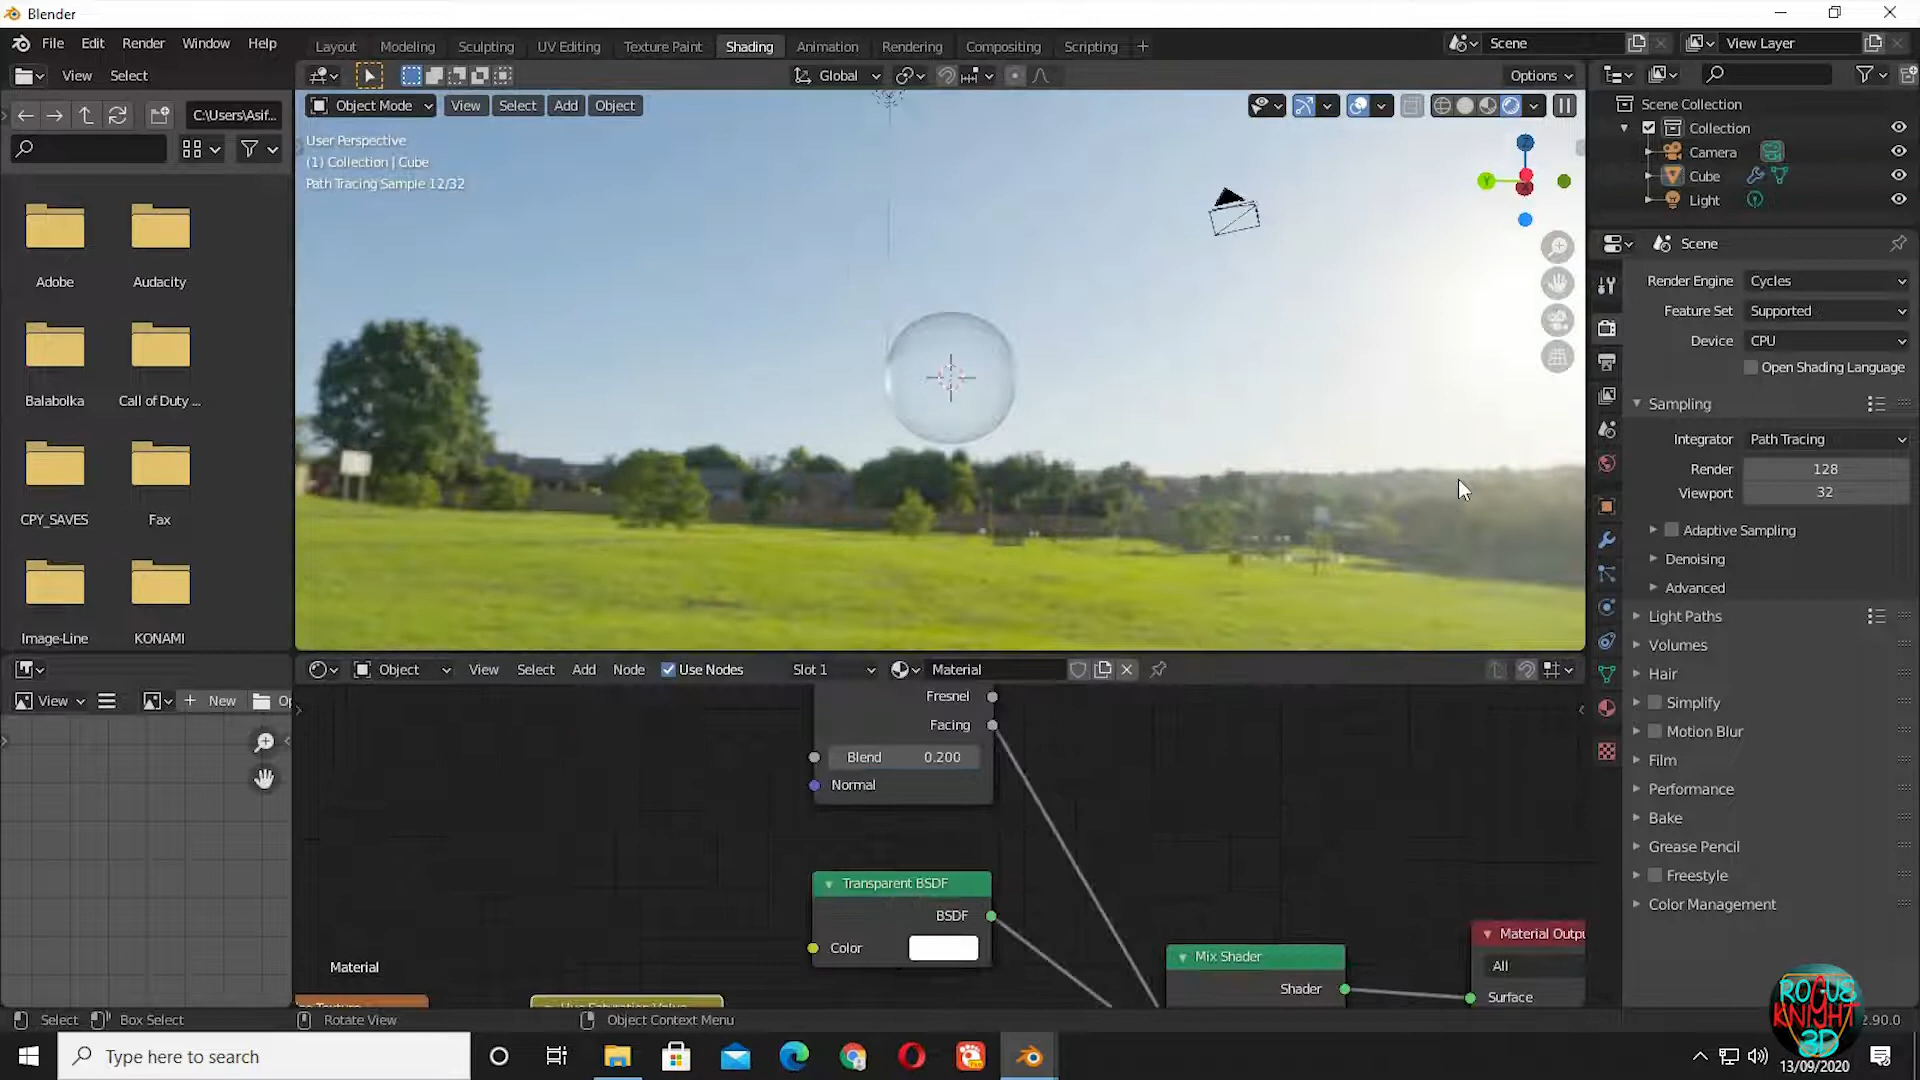 Blender
File Edit Render Window Help
Layout Modeling Sculpting UV Editing Texture Paint Shading Animation Rendering Compositing Scripting
Scene View Layer
View Select
Global
Options
C:\Users\Asif...
Object Mode View Select Add Object
User Perspective
(1) Collection | Cube
Path Tracing Sample 12/32
Z
Y
Adobe Audacity
Balabolka Call of Duty ...
CPY_SAVES Fax
Image-Line KONAMI
Scene Collection
Collection
Camera
Cube
Light
Scene
Render Engine Cycles
Feature Set Supported
Device CPU
Open Shading Language
Sampling
Integrator Path Tracing
Render 128
Viewport 32
Adaptive Sampling
Denoising
Advanced
Light Paths
Volumes
Hair
Simplify
Motion Blur
Film
Performance
Bake
Grease Pencil
Freestyle
Color Management
Object View Select Add Node Use Nodes Slot 1 Material
View New Op
Fresnel
Facing
Blend 0.200
Normal
Transparent BSDF
BSDF
Color
Mix Shader
Shader
Material Outpu
All
Surface
Material
Hue Saturation Value
Select Box Select Rotate View Object Context Menu
2.90.0
ROGUE
KNIGHT
3D
Type here to search
13/09/2020